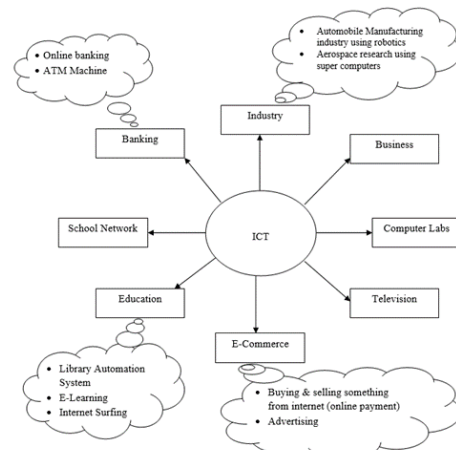 • Online banking
• ATM Machine
• Automobile Manufacturing
industry using robotics
• Aerospace research using
super computers
Banking
Industry
Business
School Network
ICT
Computer Labs
Education
E-Commerce
Television
• Library Automation
System
• E-Learning
• Internet Surfing
• Buying & selling something
from internet (online payment)
• Advertising